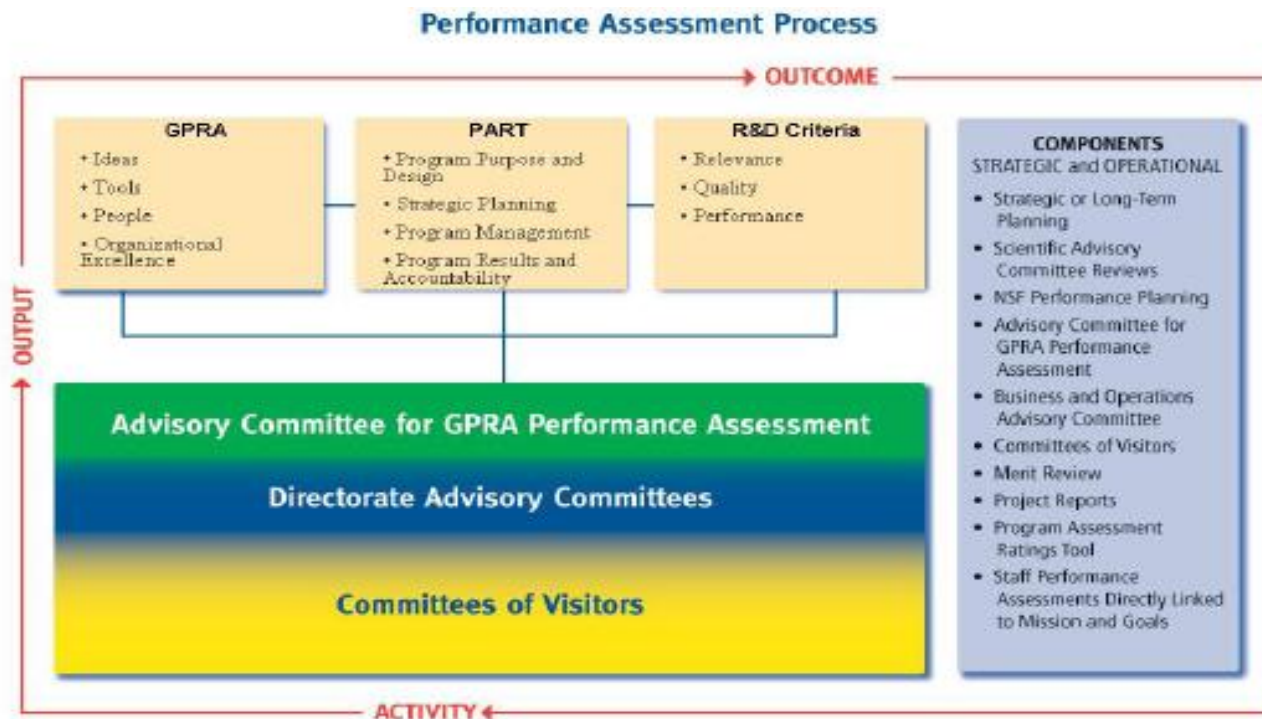 Performance Assessment Process
OUTCOME
GPRA
• Ideas
• Tools
• People
• Organizational
Excellence
PART
• Program Purpose and
Design
• Strategic Planning
• Program Management
• Program Results and
Accountability
R&D Criteria
• Relevance
• Quality
• Performance
COMPONENTS
STRATEGIC and OPERATIONAL
• Strategic or Long-Term
Planning
• Scientific Advisory
Committee Reviews
• NSF Performance Planning
• Advisory Committee for
GPRA Performance
Assessment
• Business and Operations
Advisory Committee
• Committees of Visitors
• Merit Review
• Project Reports
• Program Assessment
Ratings Tool
• Staff Performance
Assessments Directly Linked
to Mission and Goals
OUTPUT
Advisory Committee for GPRA Performance Assessment
Directorate Advisory Committees
Committees of Visitors
ACTIVITY